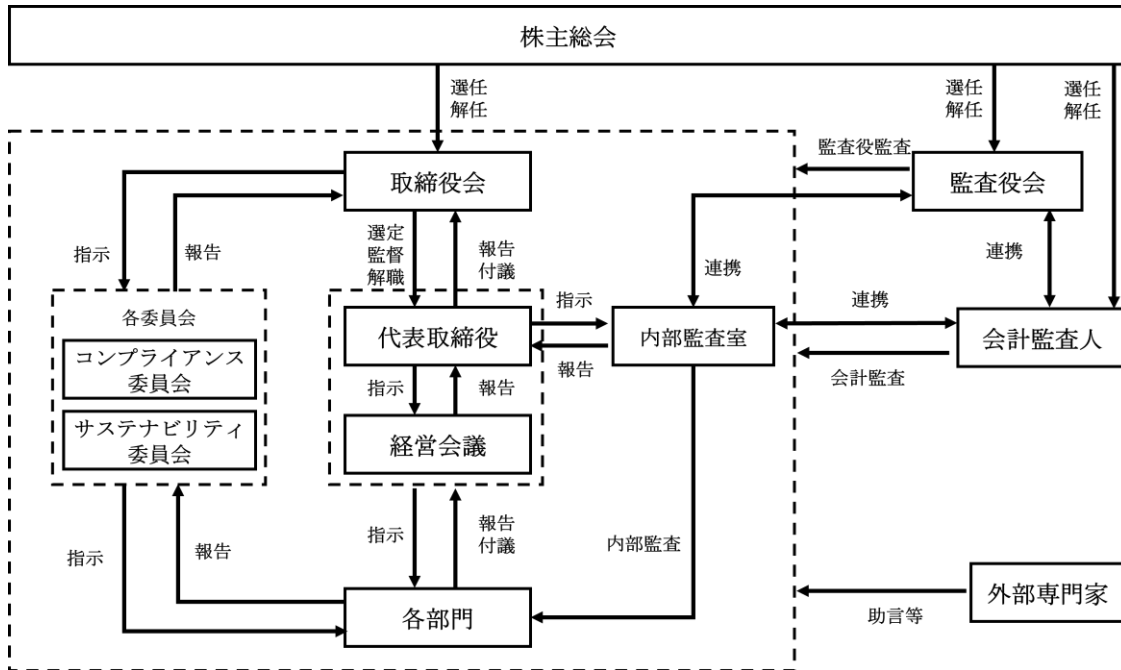 株主総会
選任
解任
選任
解任
選任
解任
取締役会
監査役監査
監査役会
指示
報告
選定
監督
解職
報告
付議
連携
連携
各委員会
コンプライアンス
委員会
サステナビリティ
委員会
代表取締役
指示
報告
内部監査室
連携
会計監査
会計監査人
指示
報告
経営会議
指示
報告
指示
報告
付議
内部監査
各部門
外部専門家
助言等